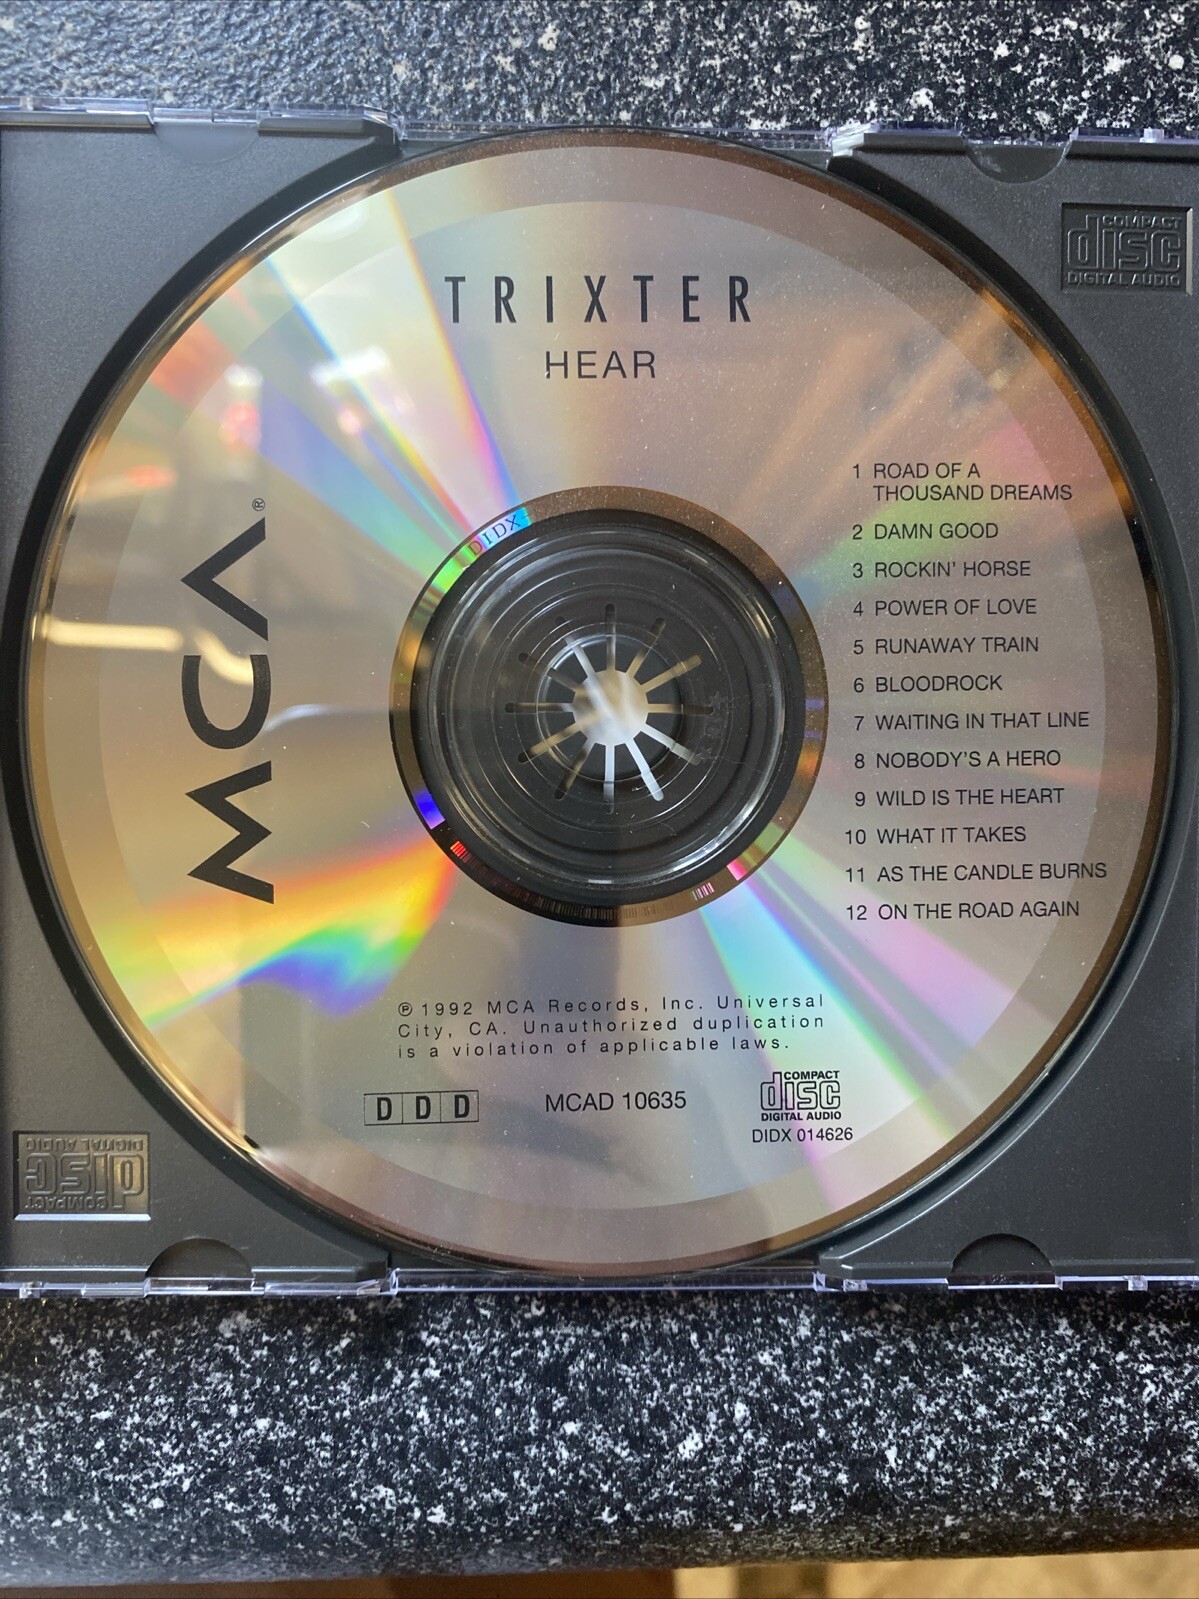 COMPACT
disc
DIGITAL AUDIO
TRIXTER
HEAR
MCA®
DIDX
1 ROAD OF A
THOUSAND DREAMS
2 DAMN GOOD
3 ROCKIN' HORSE
4 POWER OF LOVE
5 RUNAWAY TRAIN
6 BLOODROCK
7 WAITING IN THAT LINE
8 NOBODY'S A HERO
9 WILD IS THE HEART
10 WHAT IT TAKES
11 AS THE CANDLE BURNS
12 ON THE ROAD AGAIN
℗ 1992 MCA Records, Inc. Universal
City, CA. Unauthorized duplication
is a violation of applicable laws.
D D D
MCAD 10635
COMPACT
disc
DIGITAL AUDIO
DIDX 014626
COMPACT
disc
DIGITAL AUDIO